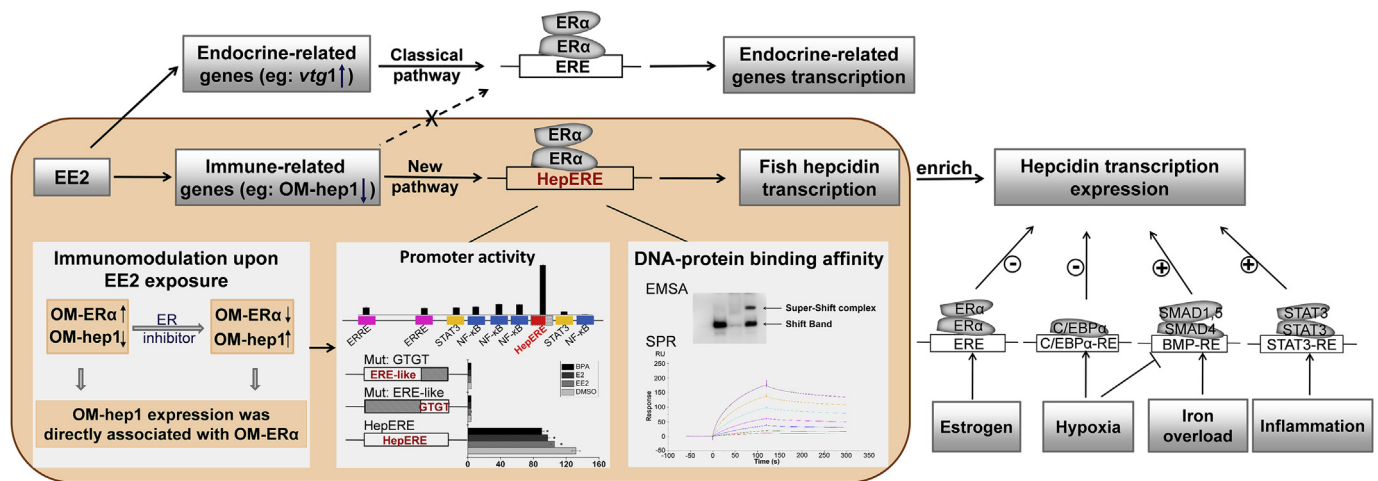 Endocrine-related
genes (eg: vtg1↑)
Classical
pathway
ERα
ERα
ERE
Endocrine-related
genes transcription
X
EE2
Immune-related
genes (eg: OM-hep1↓)
New
pathway
ERα
ERα
HepERE
Fish hepcidin
transcription
enrich
Hepcidin transcription
expression
Immunomodulation upon
EE2 exposure
OM-ERα↑
OM-hep1↓
ER
inhibitor
OM-ERα↓
OM-hep1↑
OM-hep1 expression was
directly associated with OM-ERα
Promoter activity
ERRE
ERRE
STAT3
NF-κB
NF-κB
NF-κB
HepERE
STAT3
NF-κB
Mut: GTGT
ERE-like
Mut: ERE-like
GTGT
HepERE
HepERE
BPA
E2
EE2
DMSO
* * *
0 40 80 120 160
DNA-protein binding affinity
EMSA
Super-Shift complex
Shift Band
SPR
RU
250
200
150
100
50
0
-50
Response
-100 -50 0 50 100 150 200 250 300 350
Time (s)
- - + +
ERα
ERα
ERE
C/EBPα
C/EBPα-RE
SMAD1,5
SMAD4
BMP-RE
STAT3
STAT3
STAT3-RE
Estrogen
Hypoxia
Iron
overload
Inflammation